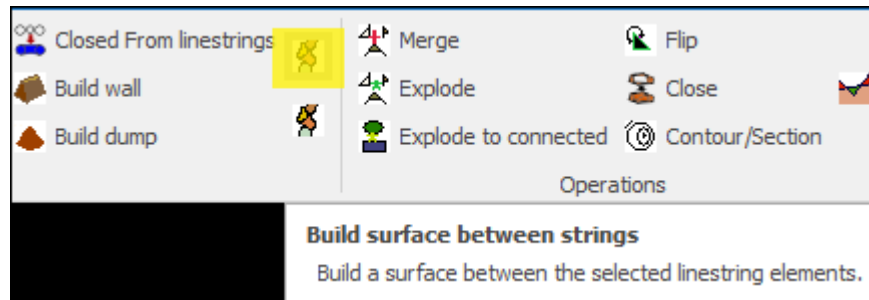 Closed From linestrings
Build wall
Build dump
Merge
Explode
Explode to connected
Flip
Close
Contour/Section
Operations
Build surface between strings
Build a surface between the selected linestring elements.